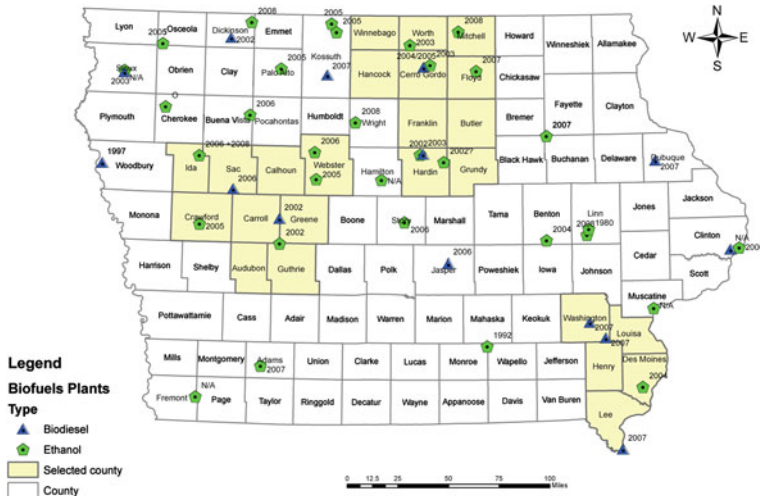 N
W E
S
Lyon Osceola Dickinson 2002 2008 Emmet 2005 2005 Kossuth 2007 Winnebago Worth 2003 2008 Mitchell Howard Winneshiek Allamakee
2005 Sioux N/A 2003 Obrien Clay Palo Alto 2005 Hancock 2004/2005 2003 Cerro Gordo Floyd 2007 Chickasaw
Plymouth Cherokee Buena Vista 2006 Pocahontas Humboldt 2008 Wright Franklin Butler Bremer Fayette Clayton
2007
1997 Woodbury 2006 +2008 Ida Sac 2006 Calhoun 2006 Webster 2005 Hamilton N/A 2002 2003 Hardin 2002? Grundy Black Hawk Buchanan Delaware Dubuque 2007
Monona Crawford 2005 Carroll 2002 Greene 2002 Boone Story 2006 Marshall Tama Benton 2004 Linn 1980 Jones Jackson
Clinton N/A
Harrison Shelby Audubon Guthrie Dallas Polk Jasper 2006 Poweshiek Iowa Johnson Cedar Scott
Muscatine N/A
Pottawattamie Cass Adair Madison Warren Marion Mahaska Keokuk Washington 2007 2007 Louisa
Mills Montgomery Adams 2007 Union Clarke Lucas Monroe 1992 Wapello Jefferson Henry Des Moines 2004
Fremont N/A Page Taylor Ringgold Decatur Wayne Appanoose Davis Van Buren Lee 2007
Legend
Biofuels Plants
Type
Biodiesel
Ethanol
Selected county
County
0 12.5 25 50 75 100
Miles